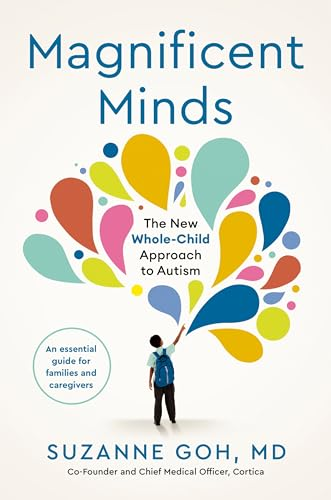 Magnificent
Minds
The New
Whole-Child
Approach
to Autism
An essential
guide for
families and
caregivers
SUZANNE GOH, MD
Co-Founder and Chief Medical Officer, Cortica